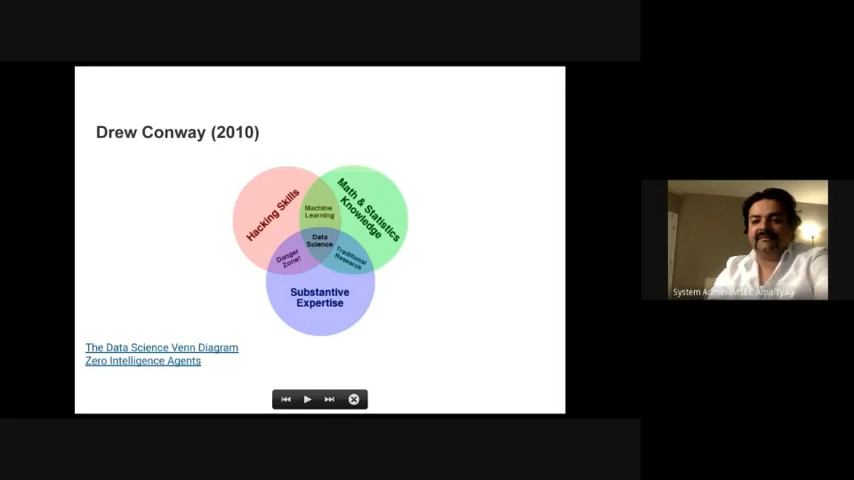 Drew Conway (2010)
Hacking Skills
Math & Statistics
Knowledge
Machine
Learning
Data
Science
Danger
Zone!
Traditional
Research
Substantive
Expertise
The Data Science Venn Diagram
Zero Intelligence Agents
System Admin-IMSEC Amit Tyagi